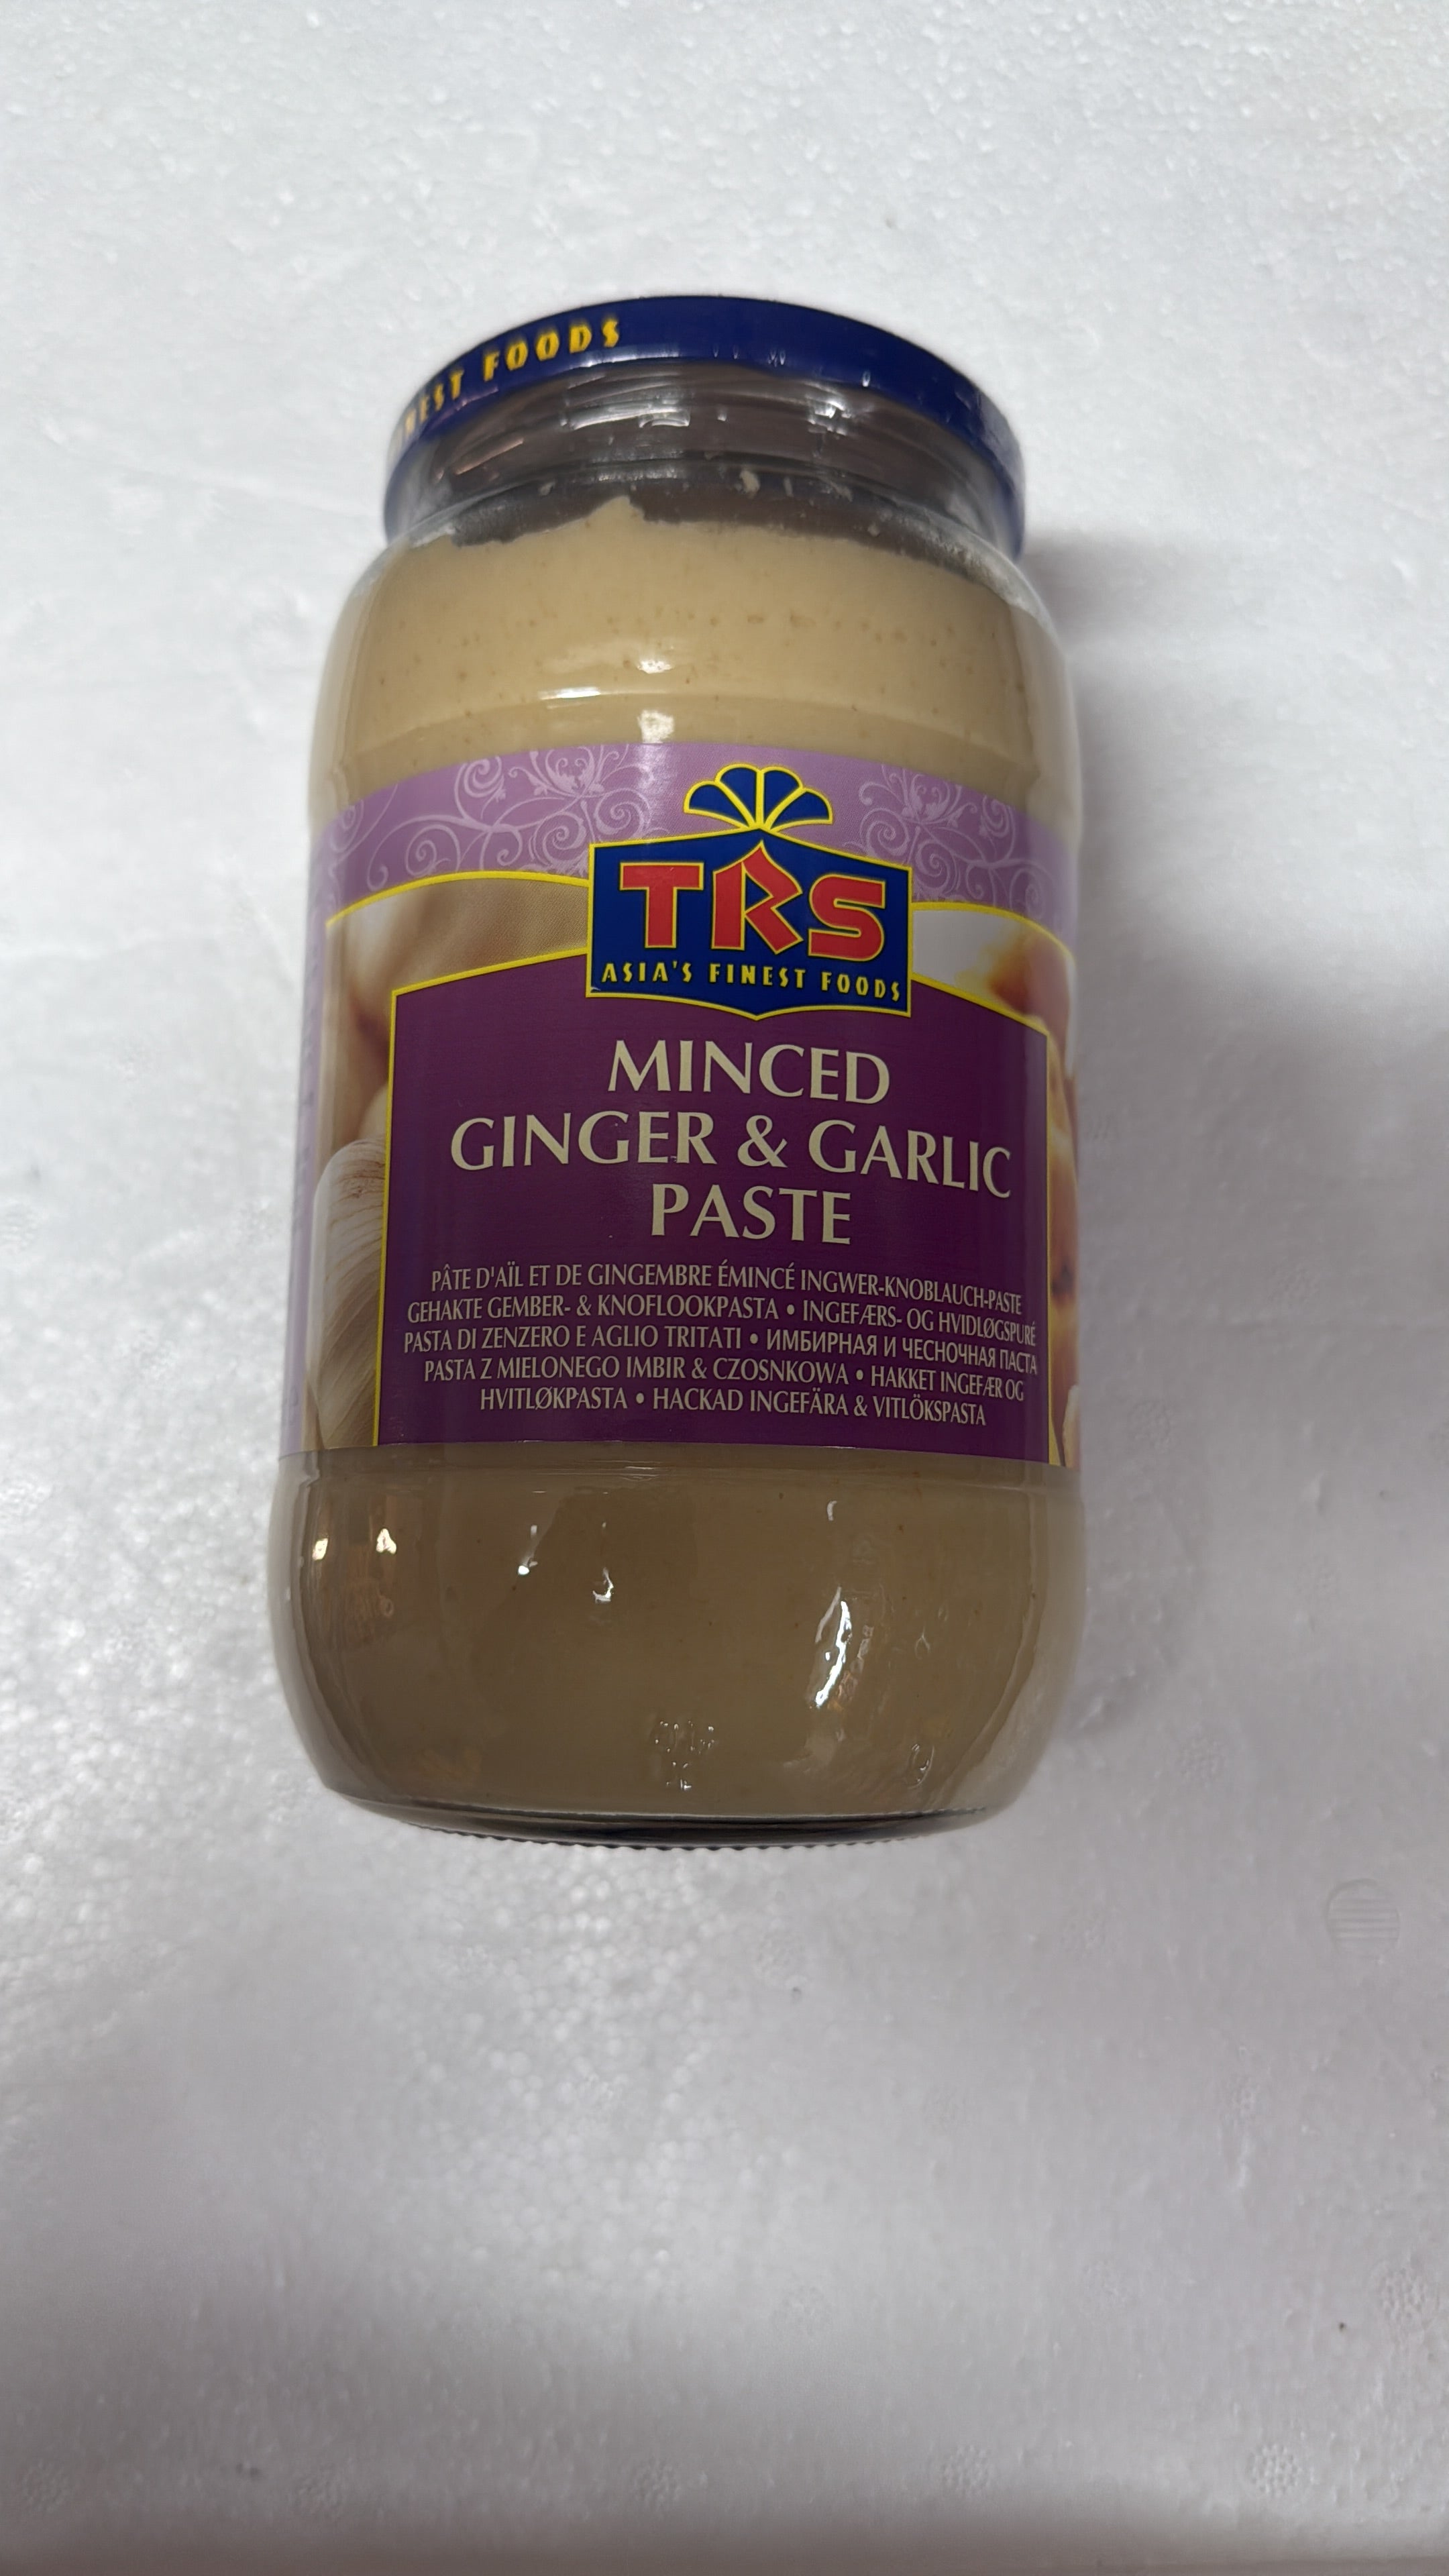 FOODS
TRS
ASIA'S FINEST FOODS
MINCED
GINGER & GARLIC
PASTE
PÂTE D'AÏL ET DE GINGEMBRE ÉMINCÉ INGWER-KNOBLAUCH-PASTE
GEHAKTE GEMBER- & KNOFLOOKPASTA • INGEFÆRS- OG HVIDLØGSPURÉ
PASTA DI ZENZERO E AGLIO TRITATI • ИМБИРНАЯ И ЧЕСНОЧНАЯ ПАСТА
PASTA Z MIELONEGO IMBIR & CZOSNKOWA • HAKKET INGEFÆR OG
HVITLØKPASTA • HACKAD INGEFÄRA & VITLÖKSPASTA